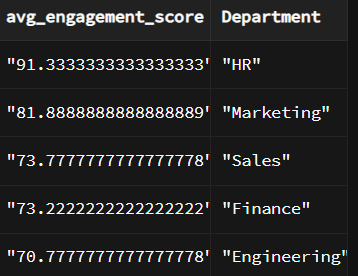 avg_engagement_score Department
"91.3333333333333333" "HR"
"81.8888888888888889" "Marketing"
"73.7777777777777778" "Sales"
"73.2222222222222222" "Finance"
"70.7777777777777778" "Engineering"